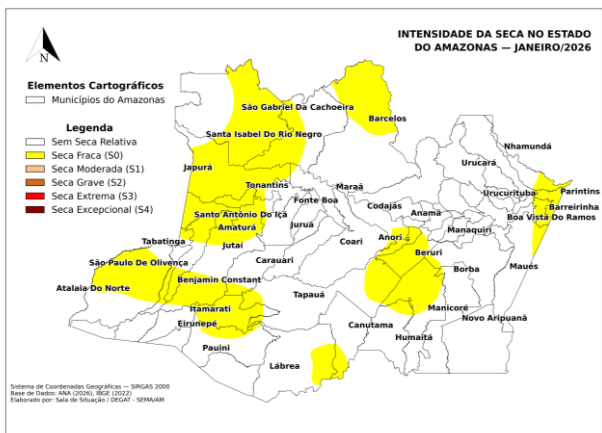 INTENSIDADE DA SECA NO ESTADO
DO AMAZONAS — JANEIRO/2026
N
Elementos Cartográficos
Municípios do Amazonas
Legenda
Sem Seca Relativa
Seca Fraca (S0)
Seca Moderada (S1)
Seca Grave (S2)
Seca Extrema (S3)
Seca Excepcional (S4)
São Gabriel Da Cachoeira
Barcelos
Santa Isabel Do Rio Negro
Nhamundá
Urucará
Japurá
Tonantins
Maraã
Urucurituba
Parintins
Fonte Boa
Codajás
Barreirinha
Santo Antônio Do Içá
Anamã
Boa Vista Do Ramos
Amaturá
Juruá
Manaquiri
Anori
Tabatinga
Jutaí
Coari
Beruri
Carauari
São Paulo De Olivença
Borba
Maués
Benjamin Constant
Atalaia Do Norte
Tapauá
Itamarati
Manicoré
Novo Aripuanã
Eirunepé
Canutama
Humaitá
Pauini
Lábrea
Sistema de Coordenadas Geográficas — SIRGAS 2000
Base de Dados: ANA (2026), IBGE (2022)
Elaborado por: Sala de Situação / DEGAT - SEMA/AM